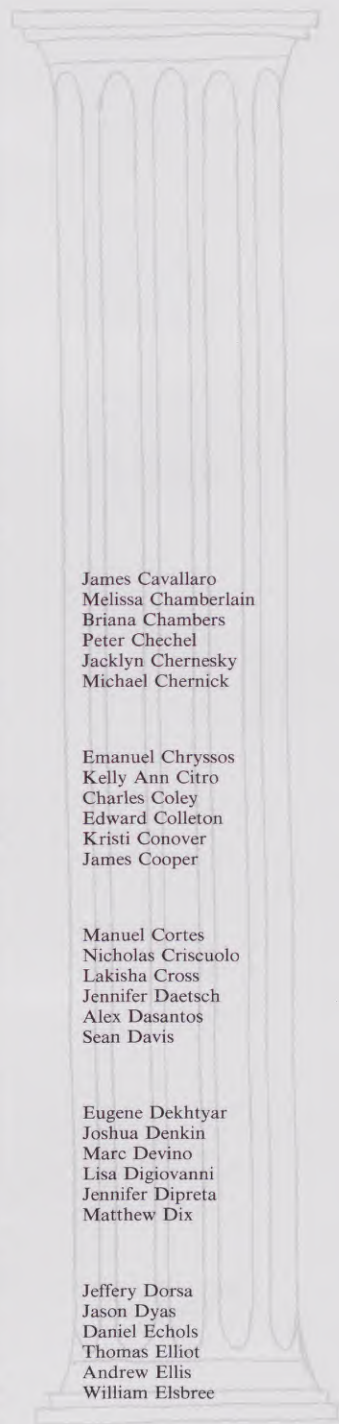 James Cavallaro
Melissa Chamberlain
Briana Chambers
Peter Chechel
Jacklyn Chernesky
Michael Chernick
Emanuel Chryssos
Kelly Ann Citro
Charles Coley
Edward Colleton
Kristi Conover
James Cooper
Manuel Cortes
Nicholas Criscuolo
Lakisha Cross
Jennifer Daetsch
Alex Dasantos
Sean Davis
Eugene Dekhtyar
Joshua Denkin
Marc Devino
Lisa Digiovanni
Jennifer Dipreta
Matthew Dix
Jeffery Dorsa
Jason Dyas
Daniel Echols
Thomas Elliot
Andrew Ellis
William Elsbree